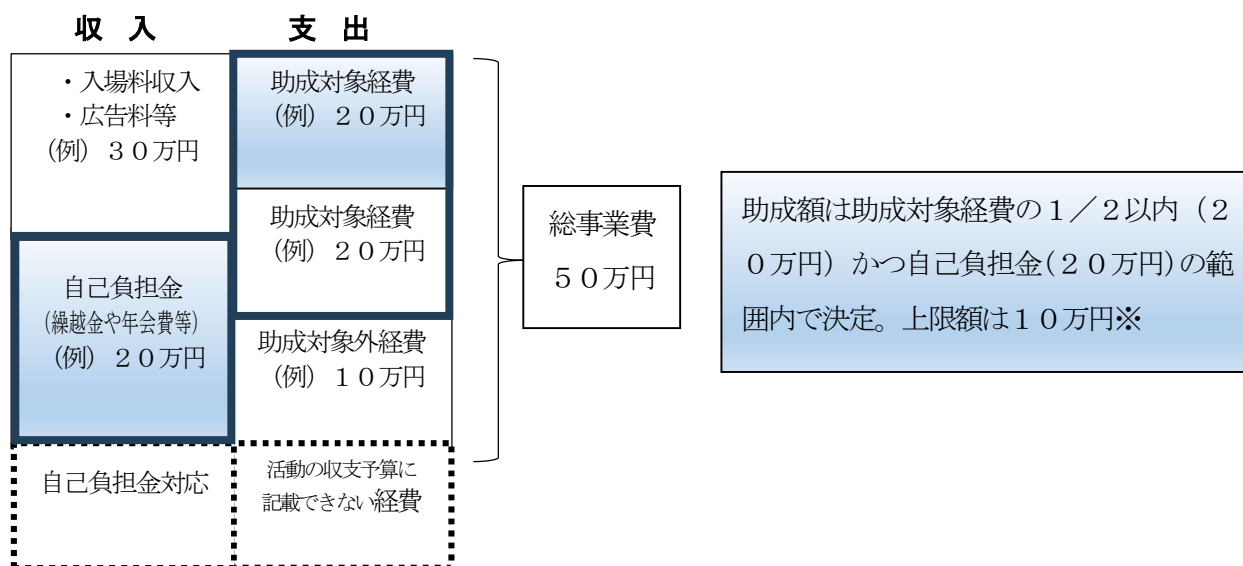 収　入
支　出
・入場料収入
・広告料等
（例）３０万円
自己負担金
(繰越金や年会費等)
（例）２０万円
自己負担金対応
助成対象経費
（例）２０万円
助成対象経費
（例）２０万円
助成対象外経費
（例）１０万円
活動の収支予算に
記載できない経費
総事業費
５０万円
助成額は助成対象経費の１／２以内（２
０万円）かつ自己負担金(２０万円)の範
囲内で決定。上限額は１０万円※